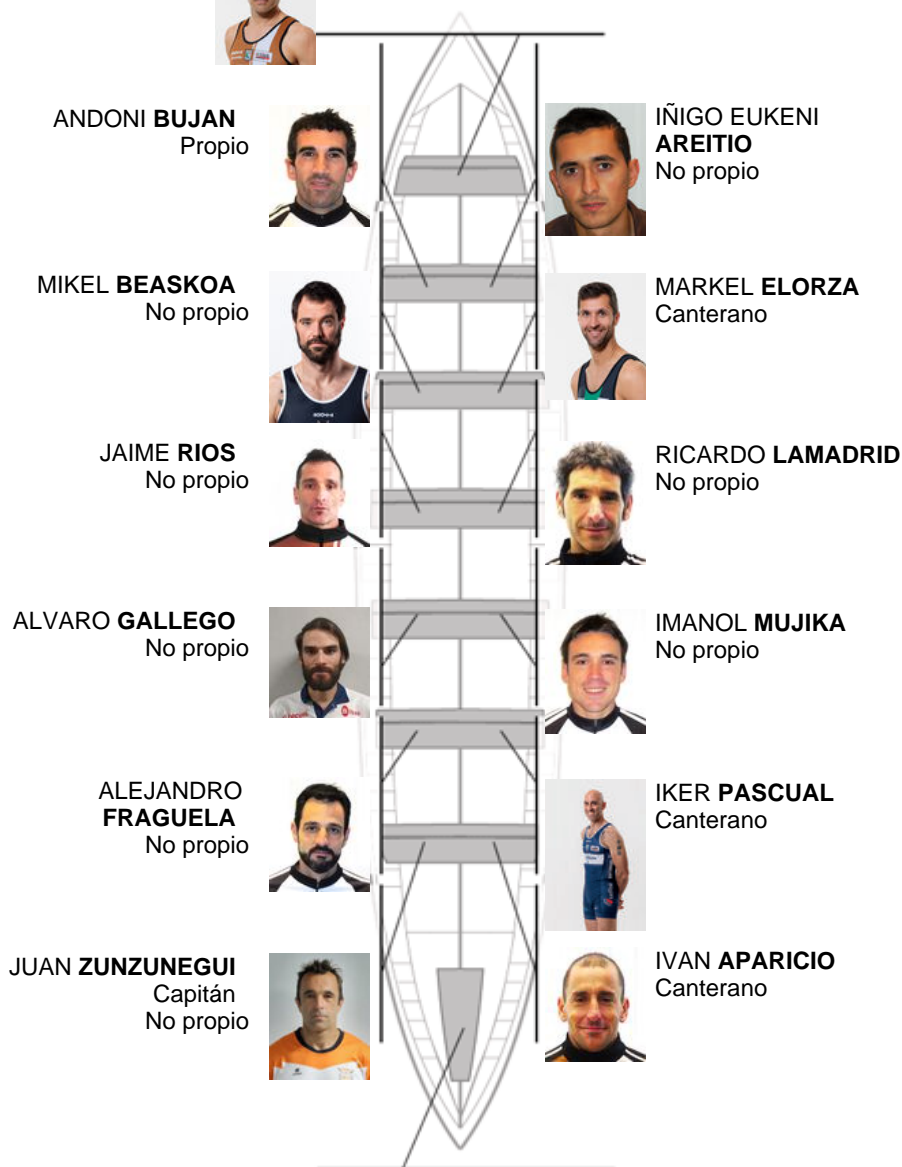 ANDONI BUJAN
Propio
IÑIGO EUKENI
AREITIO
No propio
MIKEL BEASKOA
No propio
MARKEL ELORZA
Canterano
JAIME RIOS
No propio
RICARDO LAMADRID
No propio
ALVARO GALLEGO
No propio
IMANOL MUJIKA
No propio
ALEJANDRO
FRAGUELA
No propio
IKER PASCUAL
Canterano
JUAN ZUNZUNEGUI
Capitán
No propio
IVAN APARICIO
Canterano